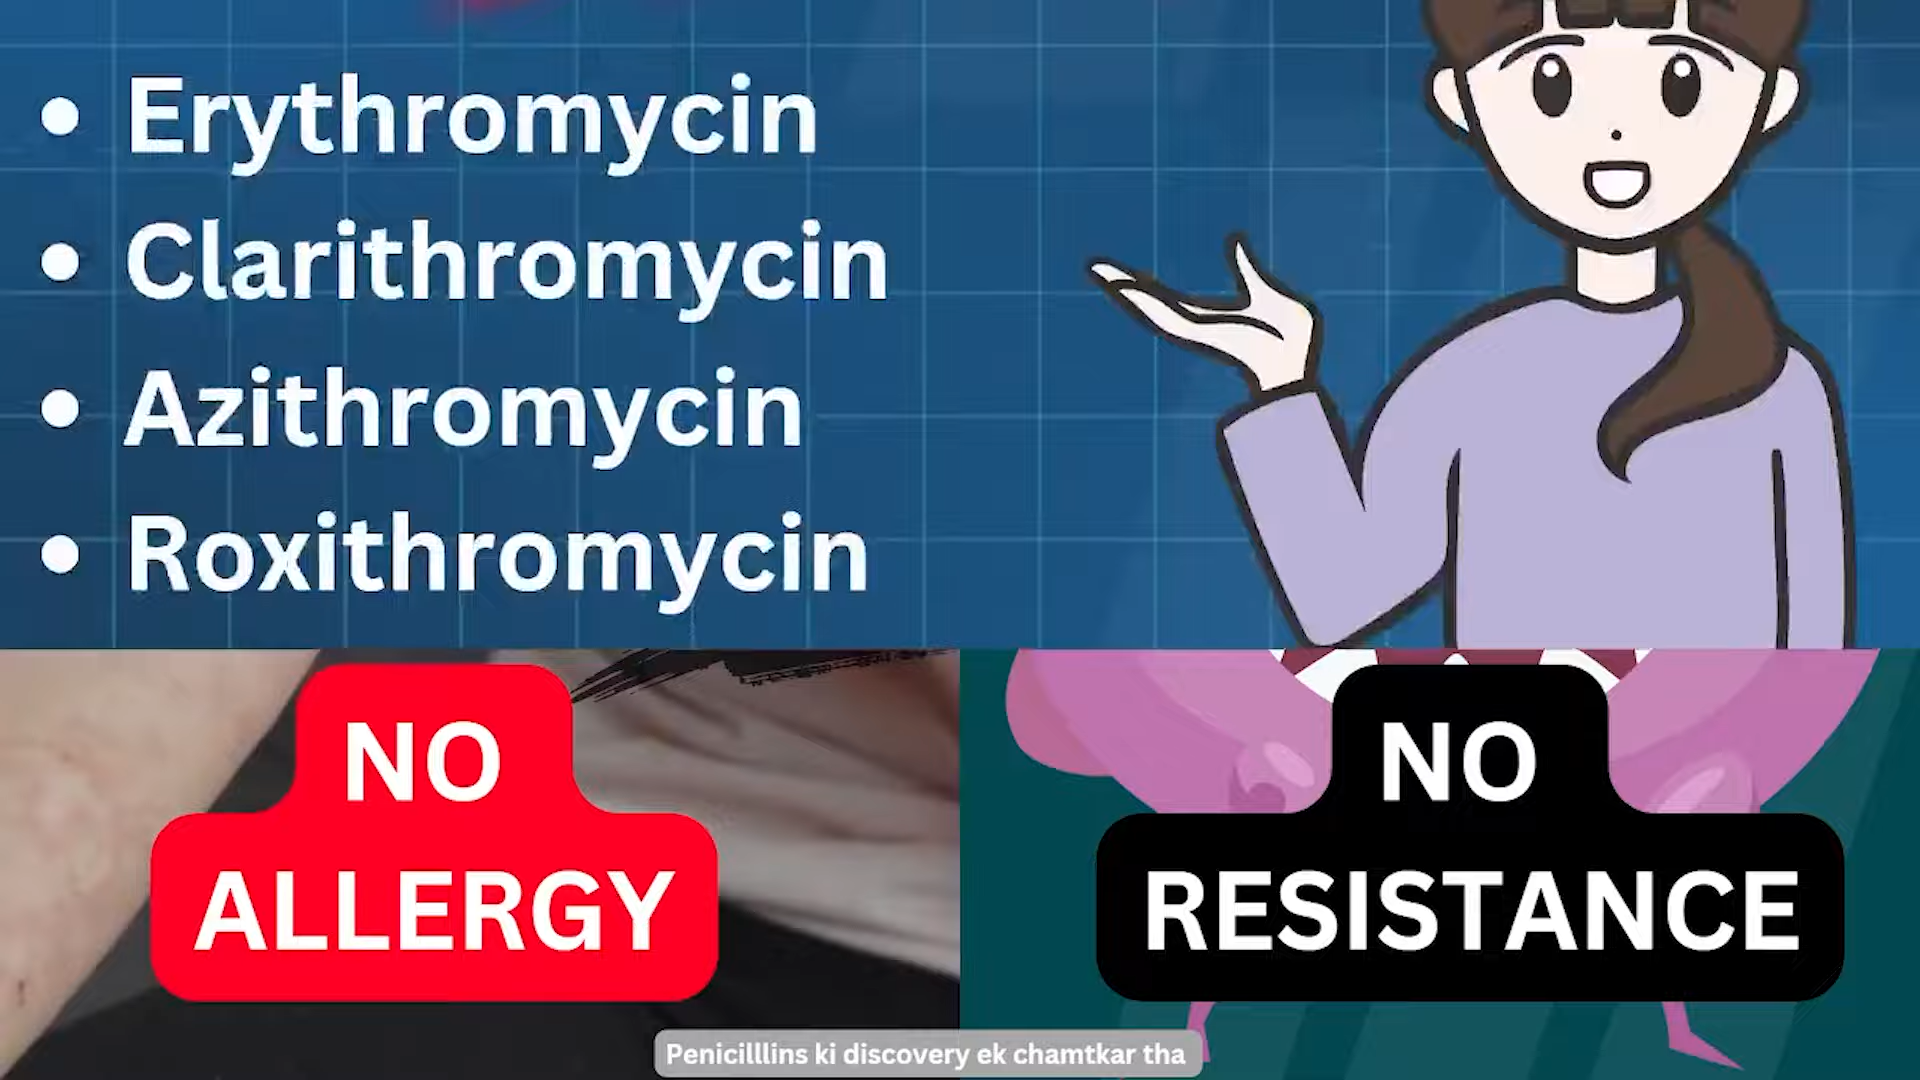 • Erythromycin
• Clarithromycin
• Azithromycin
• Roxithromycin
NO
ALLERGY
NO
RESISTANCE
Penicilllins ki discovery ek chamtkar tha